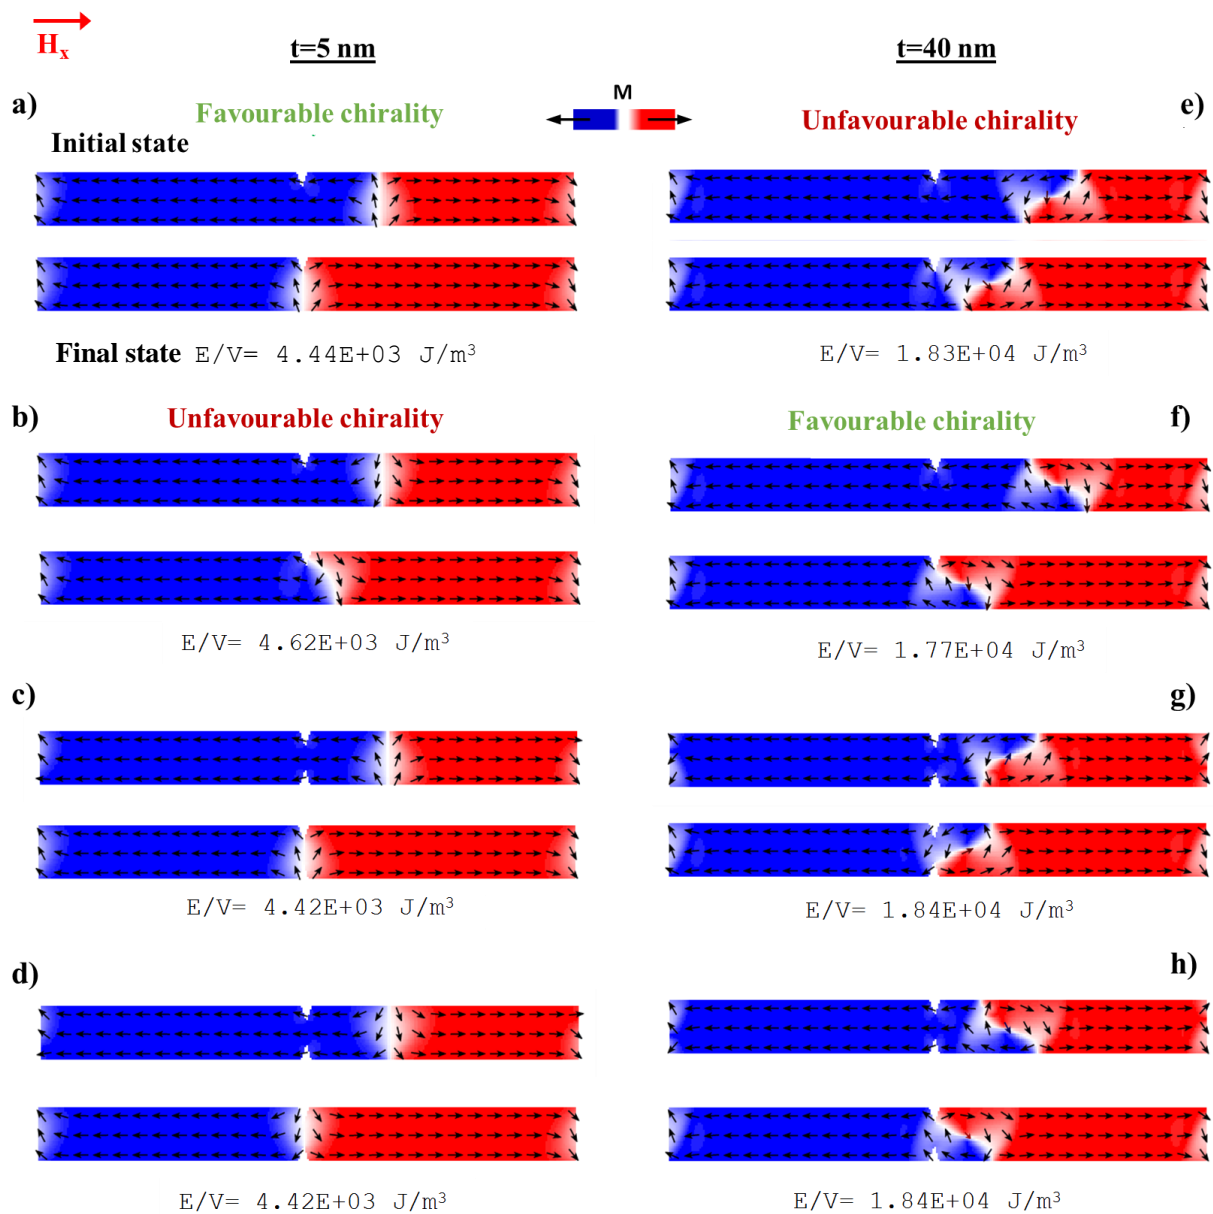 Hx
t=5 nm
t=40 nm
M
a)
Favourable chirality
Initial state
Final state E/V= 4.44E+03 J/m³
b)
Unfavourable chirality
E/V= 4.62E+03 J/m³
c)
E/V= 4.42E+03 J/m³
d)
E/V= 4.42E+03 J/m³
e)
Unfavourable chirality
E/V= 1.83E+04 J/m³
f)
Favourable chirality
E/V= 1.77E+04 J/m³
g)
E/V= 1.84E+04 J/m³
h)
E/V= 1.84E+04 J/m³